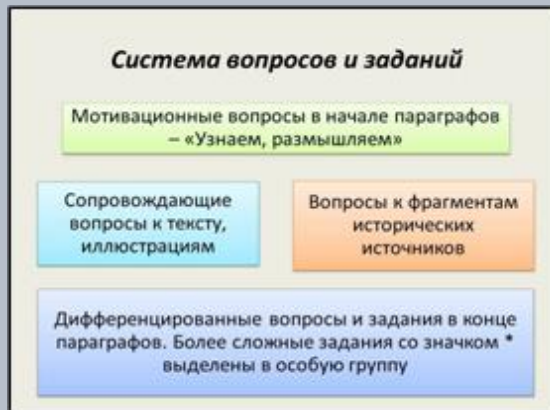 Система вопросов и заданий
Мотивационные вопросы в начале параграфов
– «Узнаем, размышляем»
Сопровождающие
вопросы к тексту,
иллюстрациям
Вопросы к фрагментам
исторических
источников
Дифференцированные вопросы и задания в конце
параграфов. Более сложные задания со значком *
выделены в особую группу